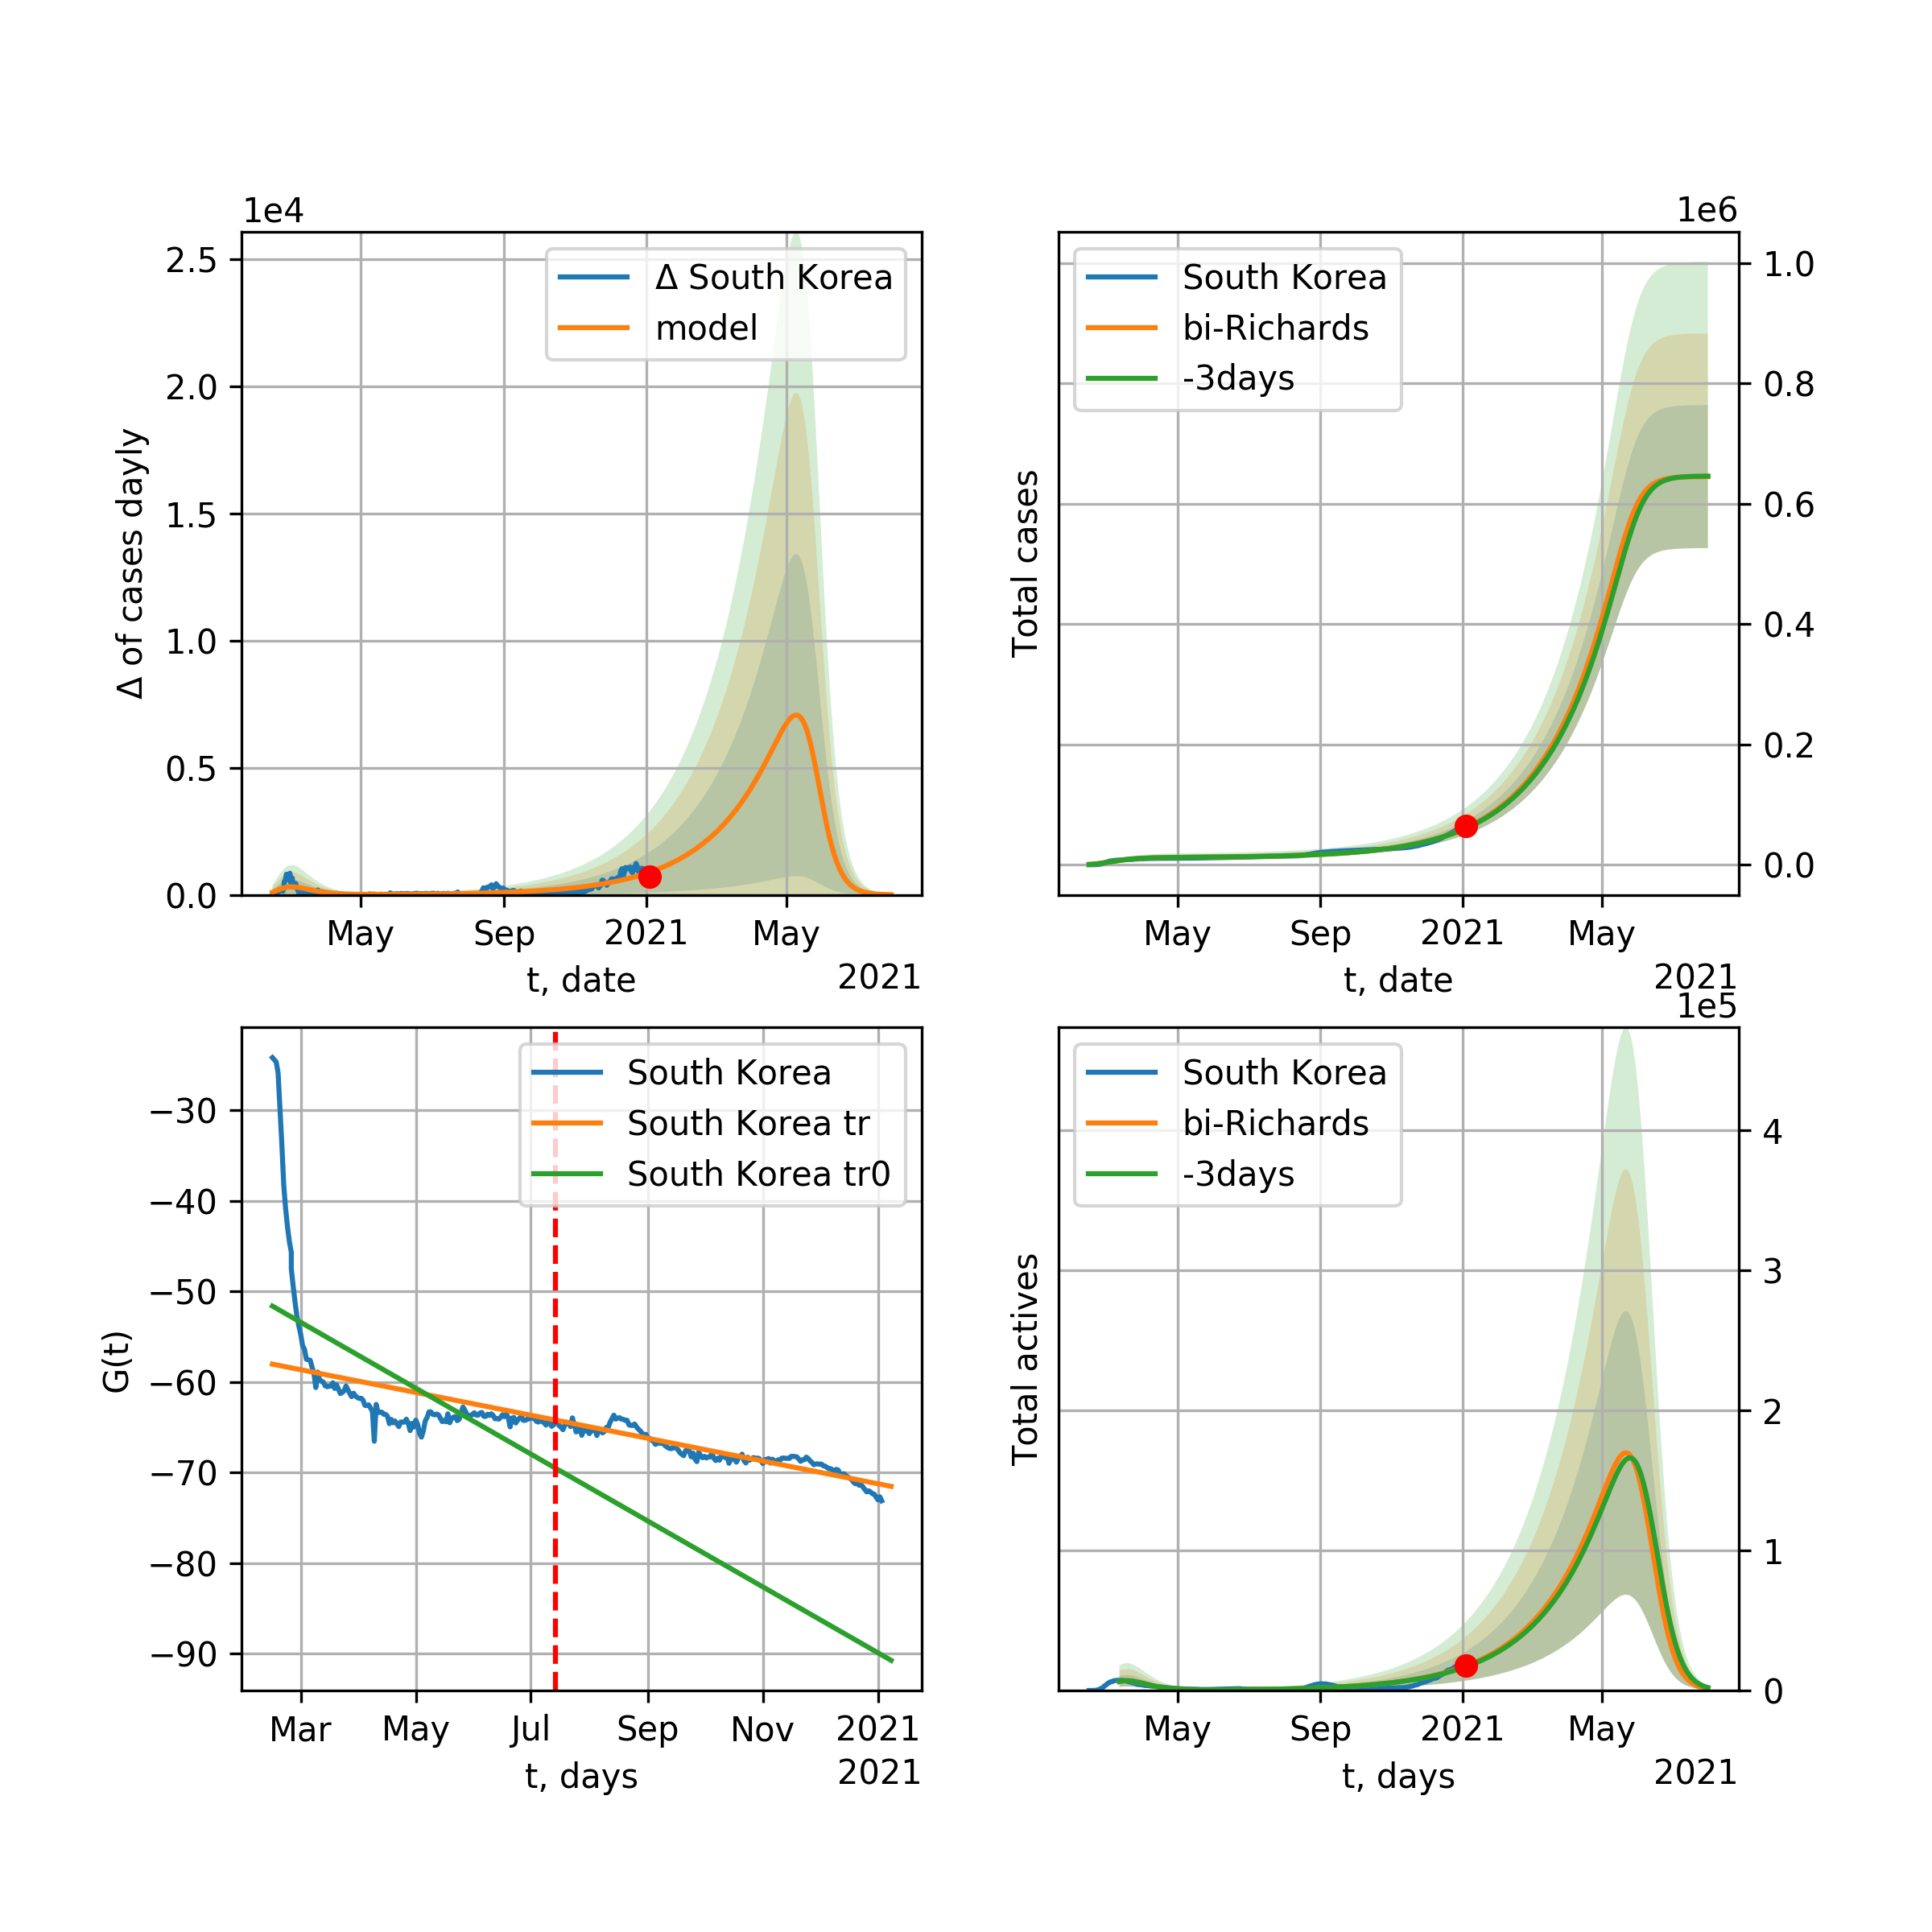 1e4
2.5
2.0
1.5
1.0
0.5
0.0
Δ of cases dayly
Δ South Korea
model
May Sep 2021 May
t, date
2021
1e6
South Korea
bi-Richards
-3days
Total cases
1.0
0.8
0.6
0.4
0.2
0.0
May Sep 2021 May
t, date
2021
−30
−40
−50
−60
−70
−80
−90
G(t)
South Korea
South Korea tr
South Korea tr0
Mar May Jul Sep Nov 2021
t, days
2021
1e5
South Korea
bi-Richards
-3days
Total actives
4
3
2
1
0
May Sep 2021 May
t, days
2021